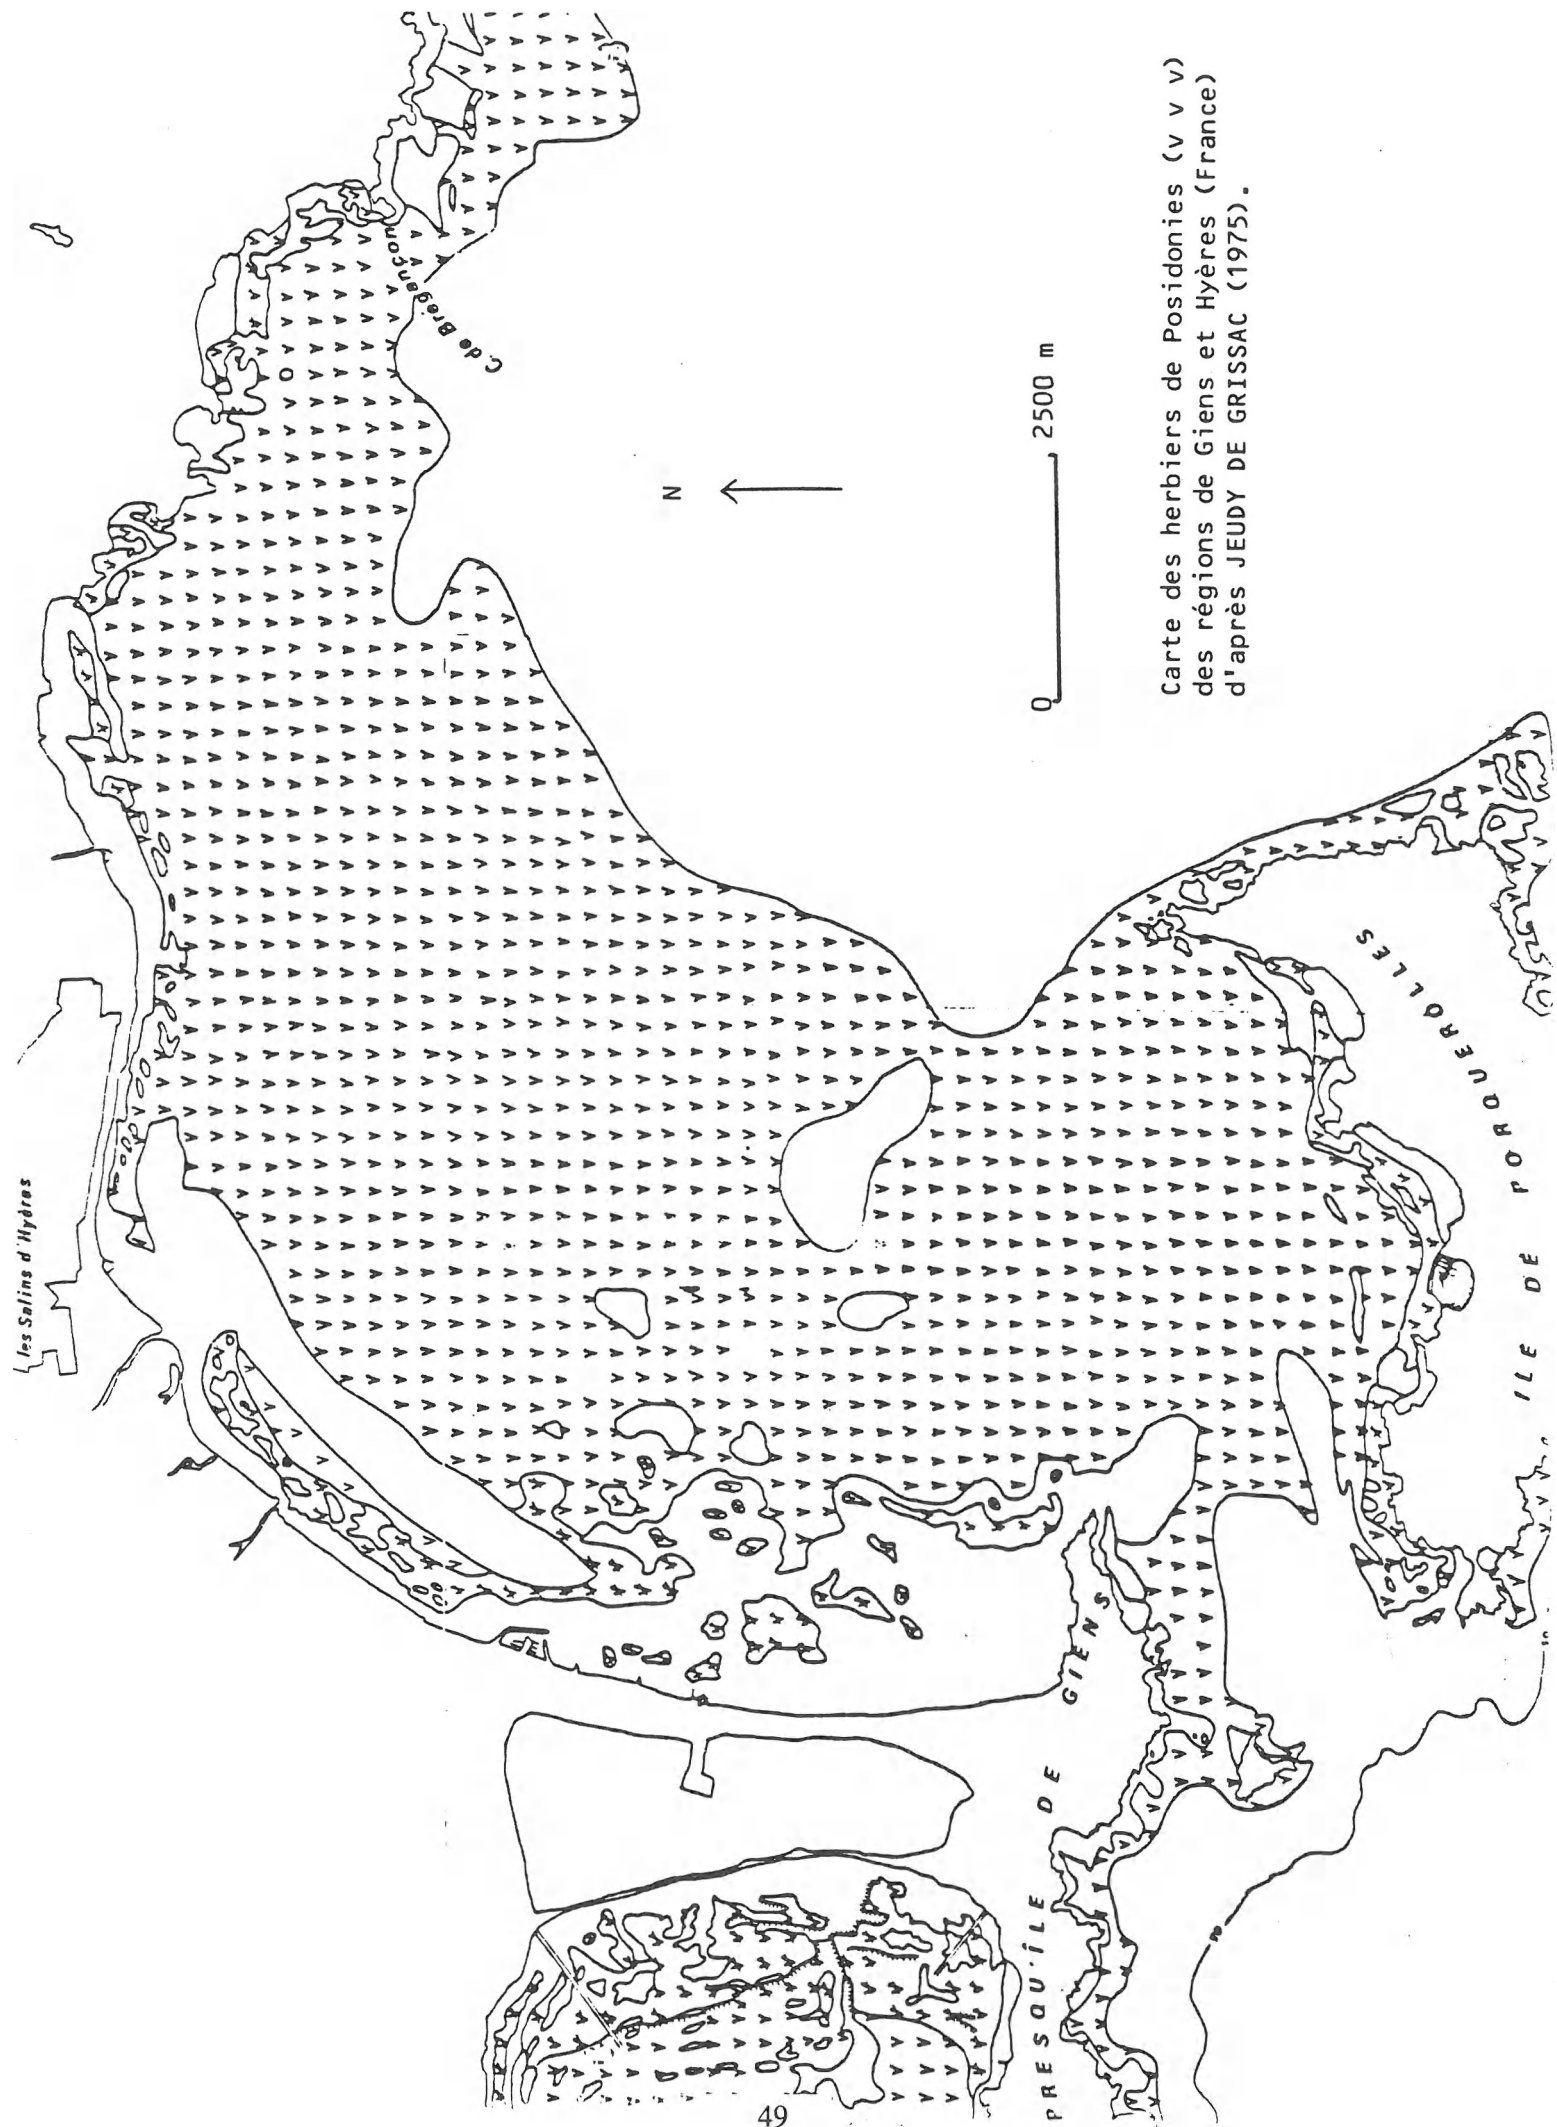 les Salins d'Hyères
C. de Brégançon
N
0 2500 m
Carte des herbiers de Posidonies (v v v)
des régions de Giens et Hyères (France)
d'après JEUDY DE GRISSAC (1975).
PRESQU'ÎLE DE GIENS
ILE DE PORQUEROLLES
49